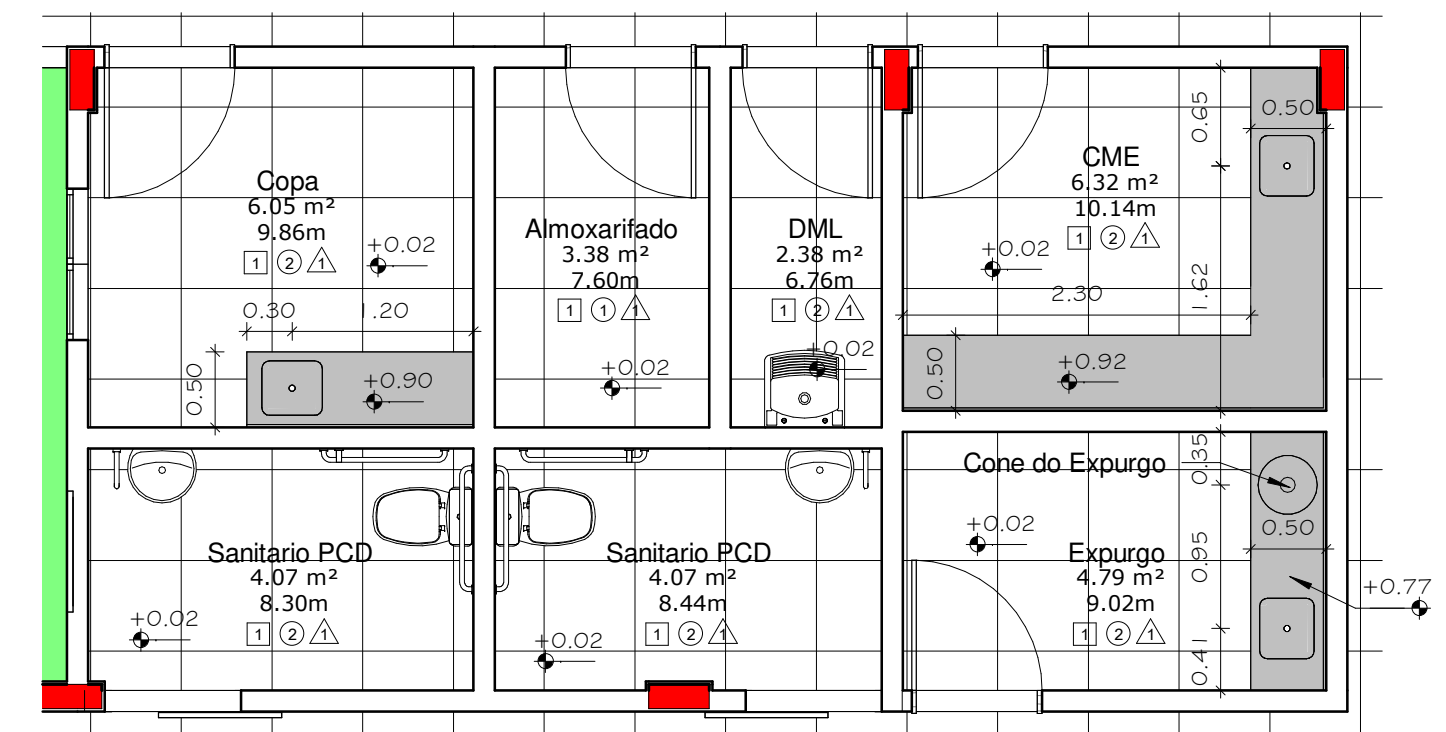 Copa
6.05 m²
9.86m
1 2 1
+0.02
0.30
1.20
0.50
+0.90
Almoxarifado
3.38 m²
7.60m
1 1 1
+0.02
DML
2.38 m²
6.76m
1 2 1
+0.02
CME
6.32 m²
10.14m
1 2 1
+0.02
2.30
0.65
0.50
1.62
0.50
+0.92
Sanitario PCD
4.07 m²
8.30m
1 2 1
+0.02
Sanitario PCD
4.07 m²
8.44m
1 2 1
+0.02
Cone do Expurgo
0.35
+0.02
0.50
Expurgo
4.79 m²
9.02m
1 2 1
0.95
0.41
+0.77